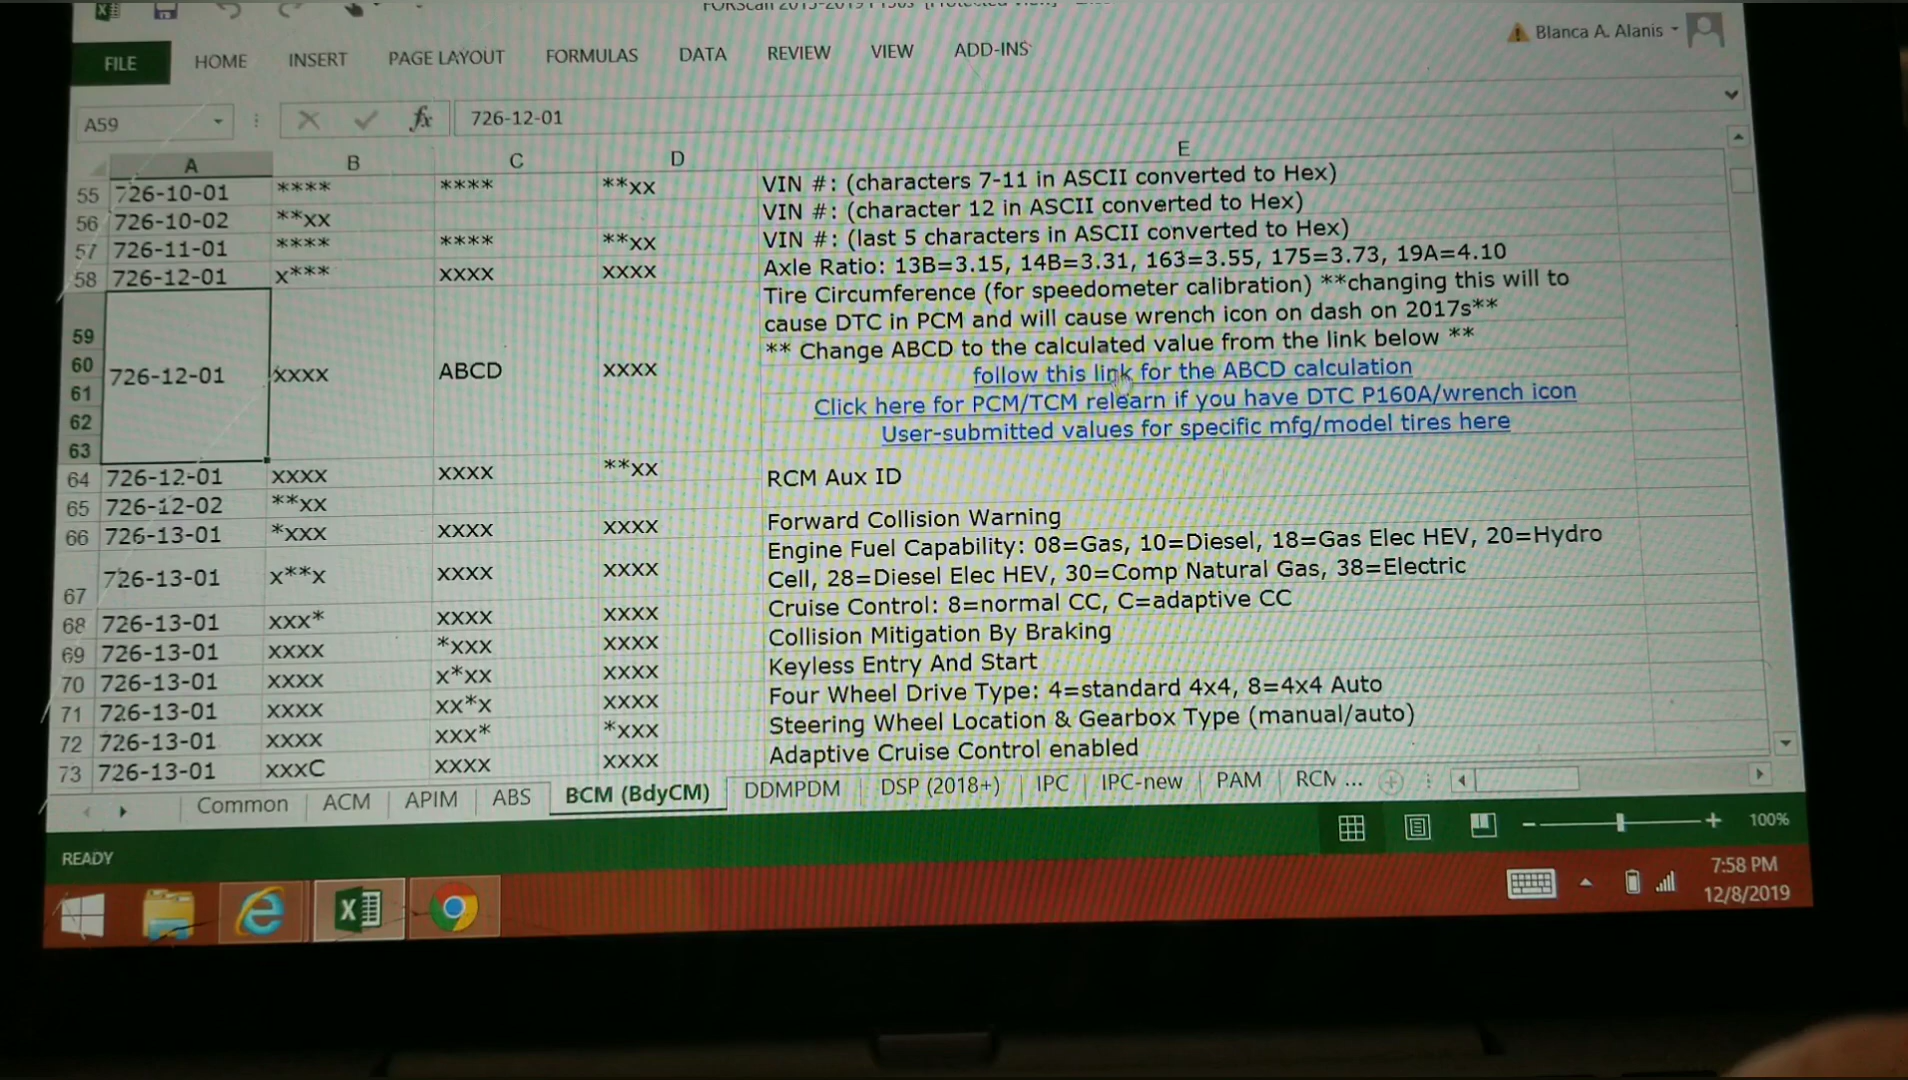 FORScan 2015-2019 F150s [Protected View] -
Blanca A. Alanis
FILE HOME INSERT PAGE LAYOUT FORMULAS DATA REVIEW VIEW ADD-INS
A59 fx 726-12-01
A B C D E
55 726-10-01 **** **** **xx VIN #: (characters 7-11 in ASCII converted to Hex)
56 726-10-02 **xx VIN #: (character 12 in ASCII converted to Hex)
57 726-11-01 **** **** **xx VIN #: (last 5 characters in ASCII converted to Hex)
58 726-12-01 x*** xxxx xxxx Axle Ratio: 13B=3.15, 14B=3.31, 163=3.55, 175=3.73, 19A=4.10
Tire Circumference (for speedometer calibration) **changing this will to
59 cause DTC in PCM and will cause wrench icon on dash on 2017s**
** Change ABCD to the calculated value from the link below **
60 726-12-01 xxxx ABCD xxxx follow this link for the ABCD calculation
61 Click here for PCM/TCM relearn if you have DTC P160A/wrench icon
62 User-submitted values for specific mfg/model tires here
63
64 726-12-01 xxxx xxxx **xx RCM Aux ID
65 726-12-02 **xx
66 726-13-01 *xxx xxxx xxxx Forward Collision Warning
Engine Fuel Capability: 08=Gas, 10=Diesel, 18=Gas Elec HEV, 20=Hydro
67 726-13-01 x**x xxxx xxxx Cell, 28=Diesel Elec HEV, 30=Comp Natural Gas, 38=Electric
68 726-13-01 xxx* xxxx xxxx Cruise Control: 8=normal CC, C=adaptive CC
69 726-13-01 xxxx *xxx xxxx Collision Mitigation By Braking
70 726-13-01 xxxx x*xx xxxx Keyless Entry And Start
71 726-13-01 xxxx xx*x xxxx Four Wheel Drive Type: 4=standard 4x4, 8=4x4 Auto
72 726-13-01 xxxx xxx* *xxx Steering Wheel Location & Gearbox Type (manual/auto)
73 726-13-01 xxxC xxxx xxxx Adaptive Cruise Control enabled
Common ACM APIM ABS BCM (BdyCM) DDMPDM DSP (2018+) IPC IPC-new PAM RCM ...
READY 100%
7:58 PM
12/8/2019